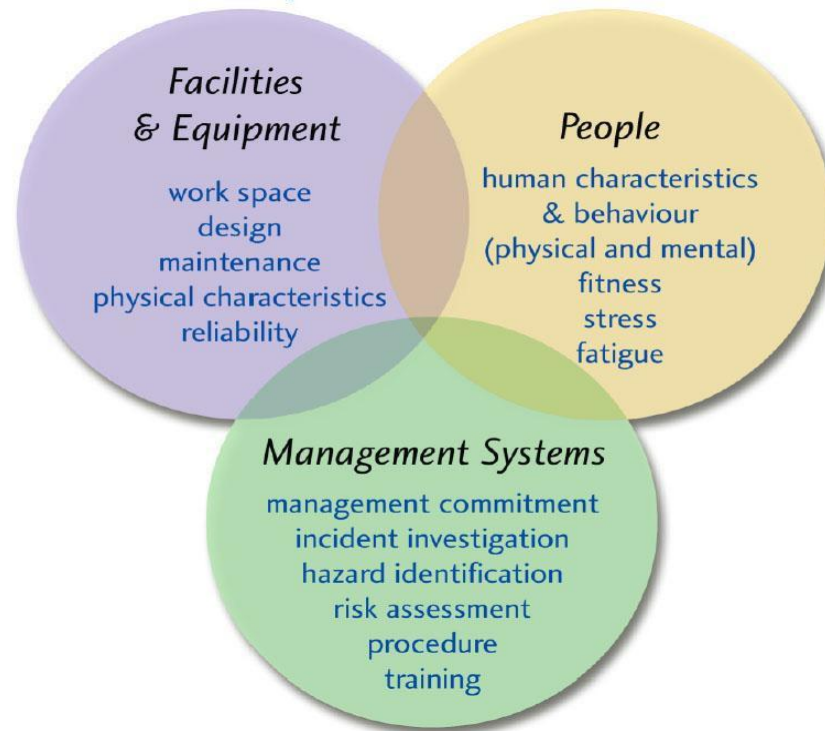 Facilities
& Equipment
work space
design
maintenance
physical characteristics
reliability
People
human characteristics
& behaviour
(physical and mental)
fitness
stress
fatigue
Management Systems
management commitment
incident investigation
hazard identification
risk assessment
procedure
training